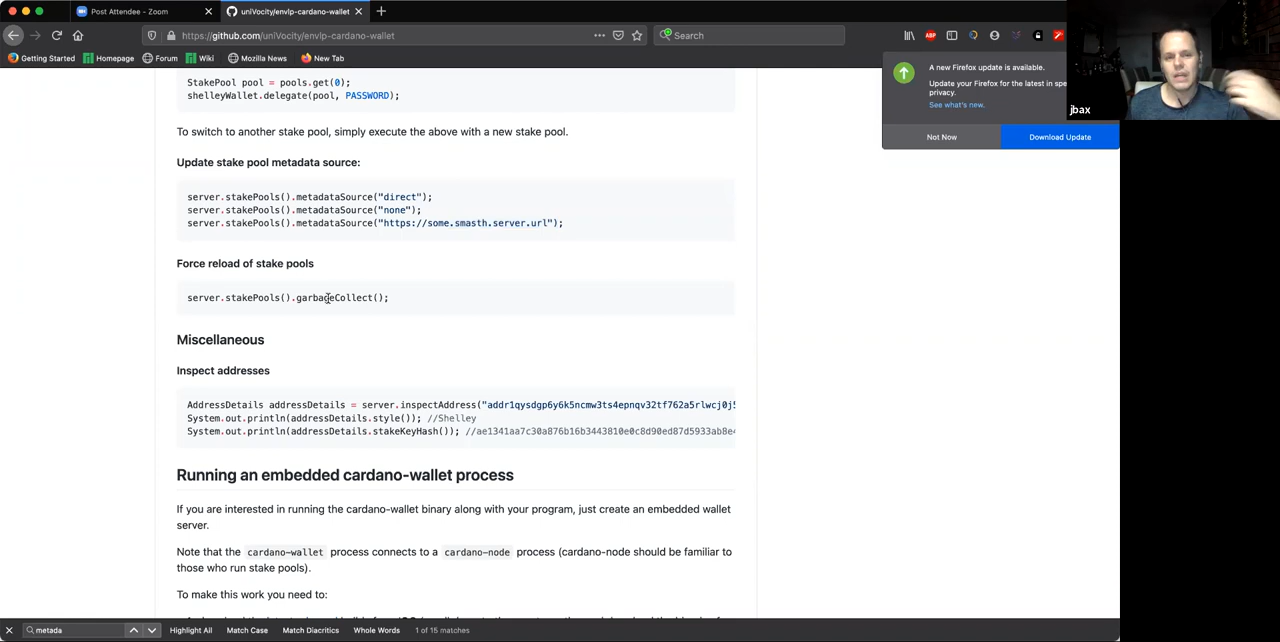 Post Attendee - Zoom
uniVocity/envlp-cardano-wallet
https://github.com/uniVocity/envlp-cardano-wallet
Search
ABP
Getting Started
Homepage
Forum
Wiki
Mozilla News
New Tab
A new Firefox update is available.
Upgrade your Firefox for the latest in spe
privacy.
See what's new.
Not Now
Download Update
jbax
StakePool pool = pools.get(0);
shelleyWallet.delegate(pool, PASSWORD);
To switch to another stake pool, simply execute the above with a new stake pool.
Update stake pool metadata source:
server.stakePools().metadataSource("direct");
server.stakePools().metadataSource("none");
server.stakePools().metadataSource("https://some.smasth.server.url");
Force reload of stake pools
server.stakePools().garbageCollect();
Miscellaneous
Inspect addresses
AddressDetails addressDetails = server.inspectAddress("addr1qysdgp6y6k5ncmw3ts4epnqv32tf762a5rlwcj0j5
System.out.println(addressDetails.style()); //Shelley
System.out.println(addressDetails.stakeKeyHash()); //ae1341aa7c30a876b16b3443810e0c8d90ed87d5933ab8e4
Running an embedded cardano-wallet process
If you are interested in running the cardano-wallet binary along with your program, just create an embedded wallet
server.
Note that the cardano-wallet process connects to a cardano-node process (cardano-node should be familiar to
those who run stake pools).
To make this work you need to:
metada
Highlight All
Match Case
Match Diacritics
Whole Words
1 of 15 matches